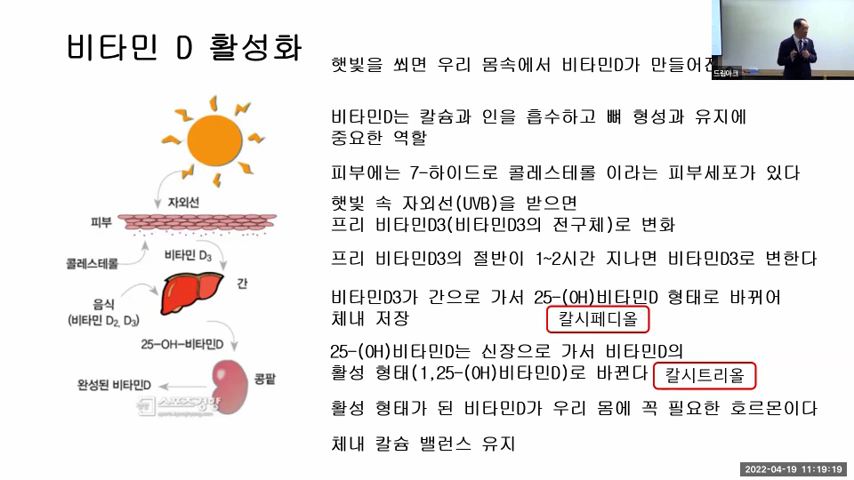 비타민 D 활성화
햇빛을 쐬면 우리 몸속에서 비타민D가 만들어진
드림아크
비타민D는 칼슘과 인을 흡수하고 뼈 형성과 유지에
중요한 역할
피부에는 7-하이드로 콜레스테롤 이라는 피부세포가 있다
햇빛 속 자외선(UVB)을 받으면
프리 비타민D3(비타민D3의 전구체)로 변화
프리 비타민D3의 절반이 1~2시간 지나면 비타민D3로 변한다
비타민D3가 간으로 가서 25-(OH)비타민D 형태로 바뀌어
체내 저장
칼시페디올
25-(OH)비타민D는 신장으로 가서 비타민D의
활성 형태(1,25-(OH)비타민D)로 바뀐다
칼시트리올
활성 형태가 된 비타민D가 우리 몸에 꼭 필요한 호르몬이다
체내 칼슘 밸런스 유지
자외선
피부
콜레스테롤
비타민 D₃
간
음식
(비타민 D₂, D₃)
25-OH-비타민D
콩팥
완성된 비타민D
스포츠경향
2022-04-19 11:19:19